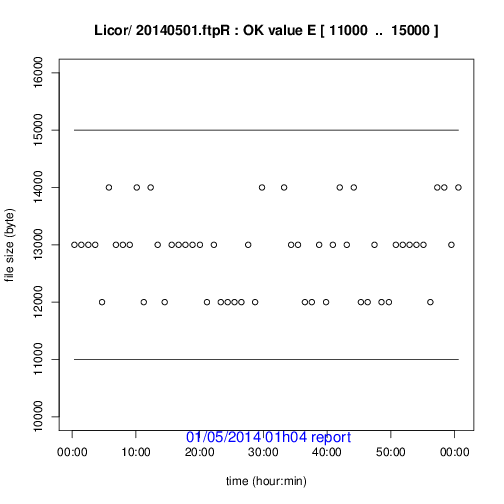 Licor/ 20140501.ftpR : OK value E [ 11000 .. 15000 ]
file size (byte)
16000
15000
14000
13000
12000
11000
10000
01/05/2014 01h04 report
00:00 10:00 20:00 30:00 40:00 50:00 00:00
time (hour:min)